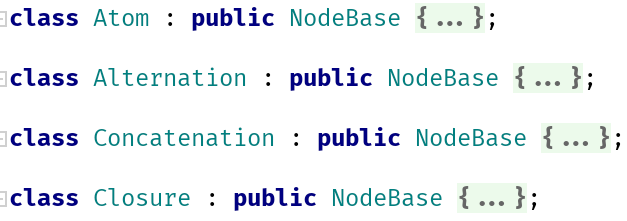 class Atom : public NodeBase {...};
class Alternation : public NodeBase {...};
class Concatenation : public NodeBase {...};
class Closure : public NodeBase {...};